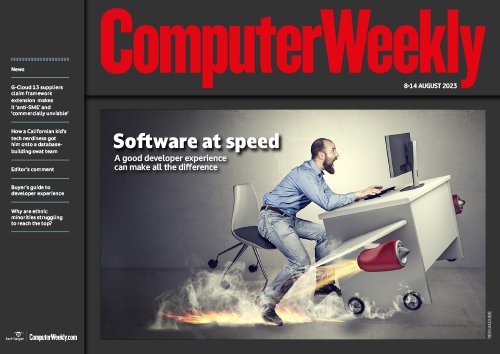 ComputerWeekly
8-14 AUGUST 2023
News
G-Cloud 13 suppliers
claim framework
extension makes
it ‘anti-SME’ and
‘commercially unviable’
How a Californian kid’s
tech nerdiness got
him onto a database-
building swat team
Editor’s comment
Buyer’s guide to
developer experience
Why are ethnic
minorities struggling
to reach the top?
Software at speed
A good developer experience
can make all the difference
TechTarget
ComputerWeekly.com